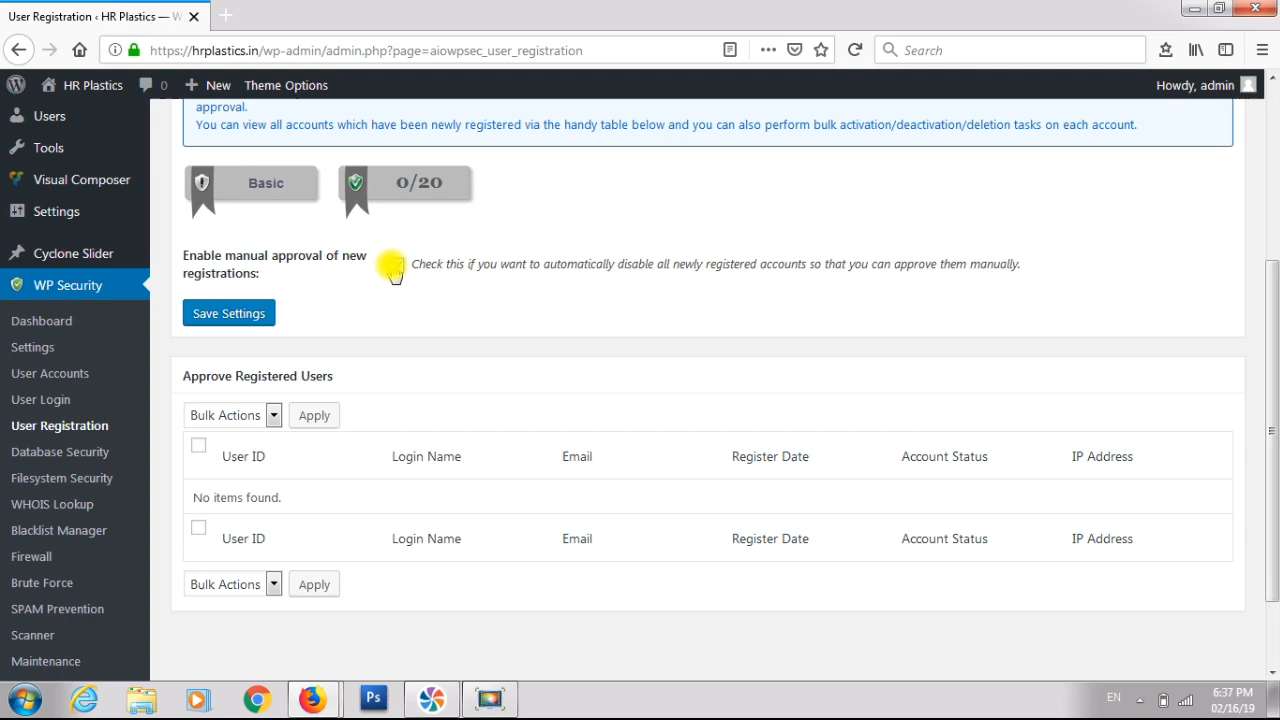 User Registration ‹ HR Plastics — W
https://hrplastics.in/wp-admin/admin.php?page=aiowpsec_user_registration
Search
HR Plastics
0
New
Theme Options
Howdy, admin
Users
Tools
Visual Composer
Settings
Cyclone Slider
WP Security
Dashboard
Settings
User Accounts
User Login
User Registration
Database Security
Filesystem Security
WHOIS Lookup
Blacklist Manager
Firewall
Brute Force
SPAM Prevention
Scanner
Maintenance
approval.
You can view all accounts which have been newly registered via the handy table below and you can also perform bulk activation/deactivation/deletion tasks on each account.
Basic
0/20
Enable manual approval of new
registrations:
Check this if you want to automatically disable all newly registered accounts so that you can approve them manually.
Save Settings
Approve Registered Users
Bulk Actions
Apply
User ID Login Name Email Register Date Account Status IP Address
No items found.
User ID Login Name Email Register Date Account Status IP Address
Bulk Actions
Apply
Ps
EN
6:37 PM
02/16/19